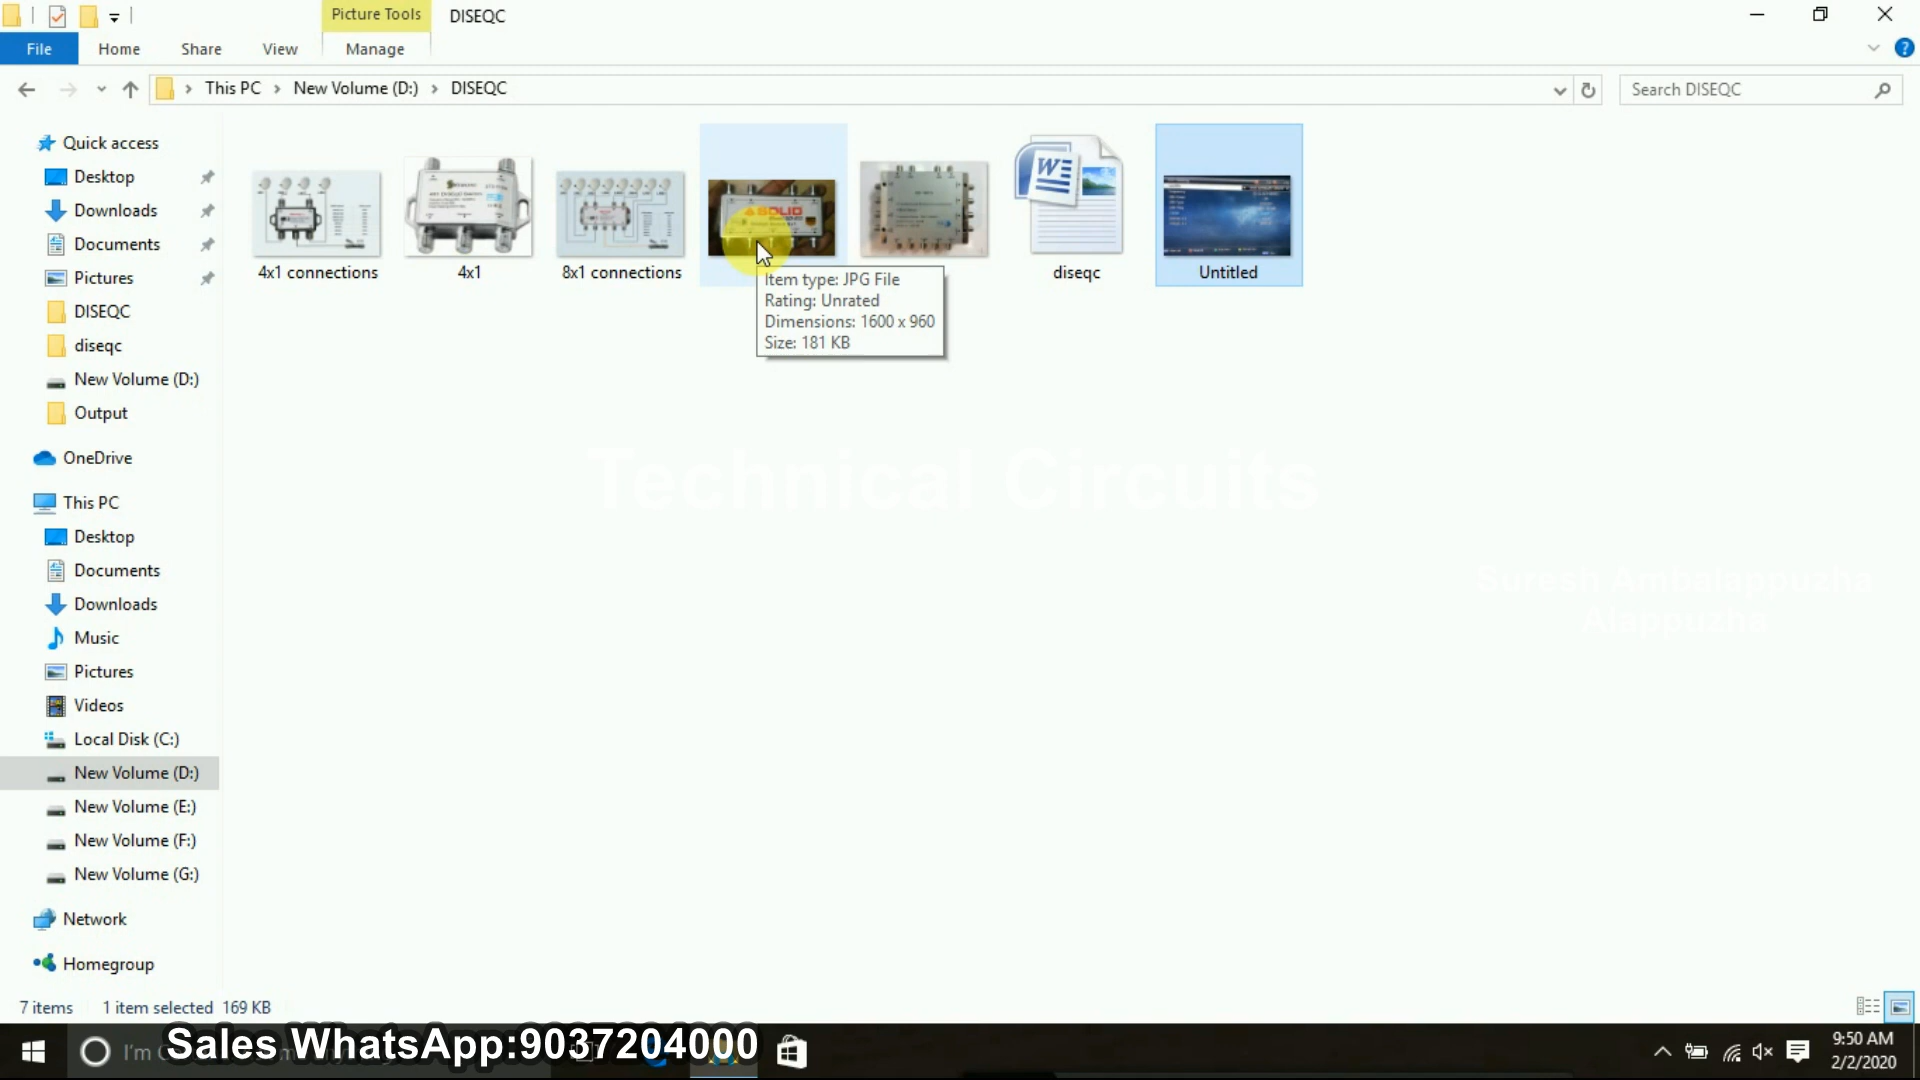 Picture Tools
DISEQC
File
Home
Share
View
Manage
This PC
New Volume (D:)
DISEQC
Search DISEQC
Quick access
Desktop
Downloads
Documents
Pictures
DISEQC
diseqc
New Volume (D:)
Output
OneDrive
This PC
Desktop
Documents
Downloads
Music
Pictures
Videos
Local Disk (C:)
New Volume (D:)
New Volume (E:)
New Volume (F:)
New Volume (G:)
Network
Homegroup
SOLID
4x1 connections
4x1
8x1 connections
diseqc
Untitled
Item type: JPG File
Rating: Unrated
Dimensions: 1600 x 960
Size: 181 KB
Technical Circuits
Suresh Ambalappuzha
Alappuzha
7 items
1 item selected 169 KB
I'm
Sales WhatsApp:9037204000
9:50 AM
2/2/2020